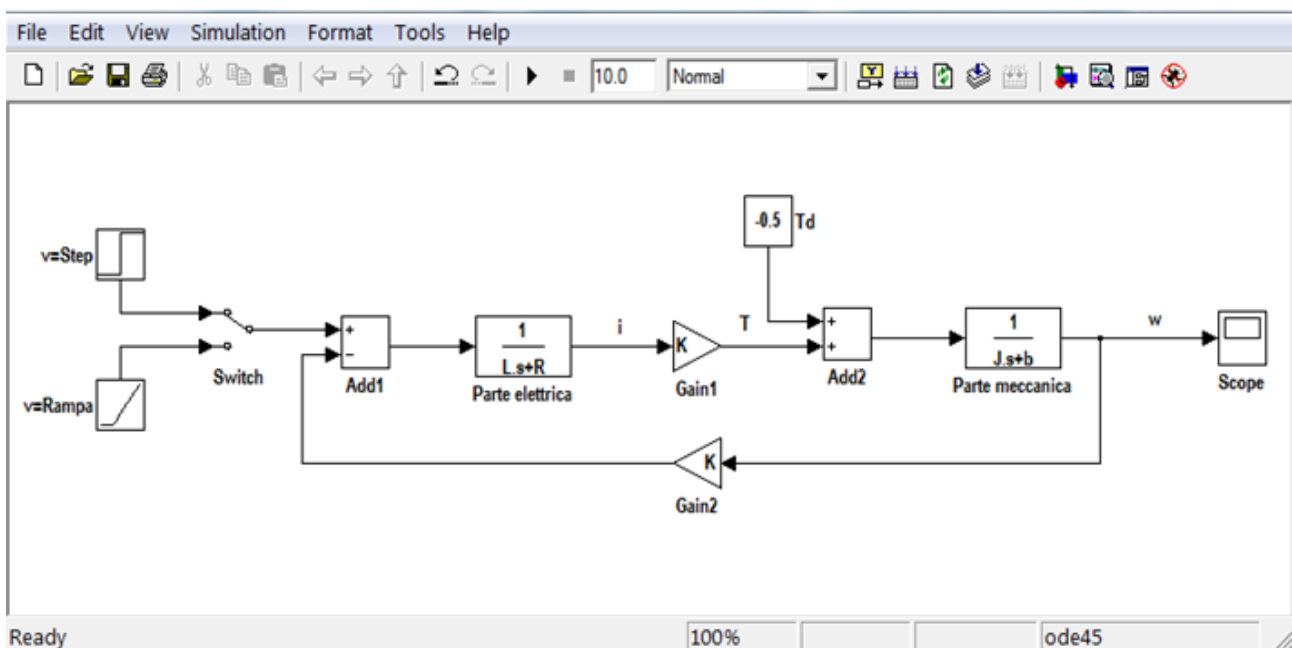 File Edit View Simulation Format Tools Help
10.0 Normal
-0.5 Td
v=Step
v=Rampa
Switch
+
−
Add1
1
L.s+R
Parte elettrica
i
K
Gain1
T
+
+
Add2
1
J.s+b
Parte meccanica
w
Scope
K
Gain2
Ready 100% ode45